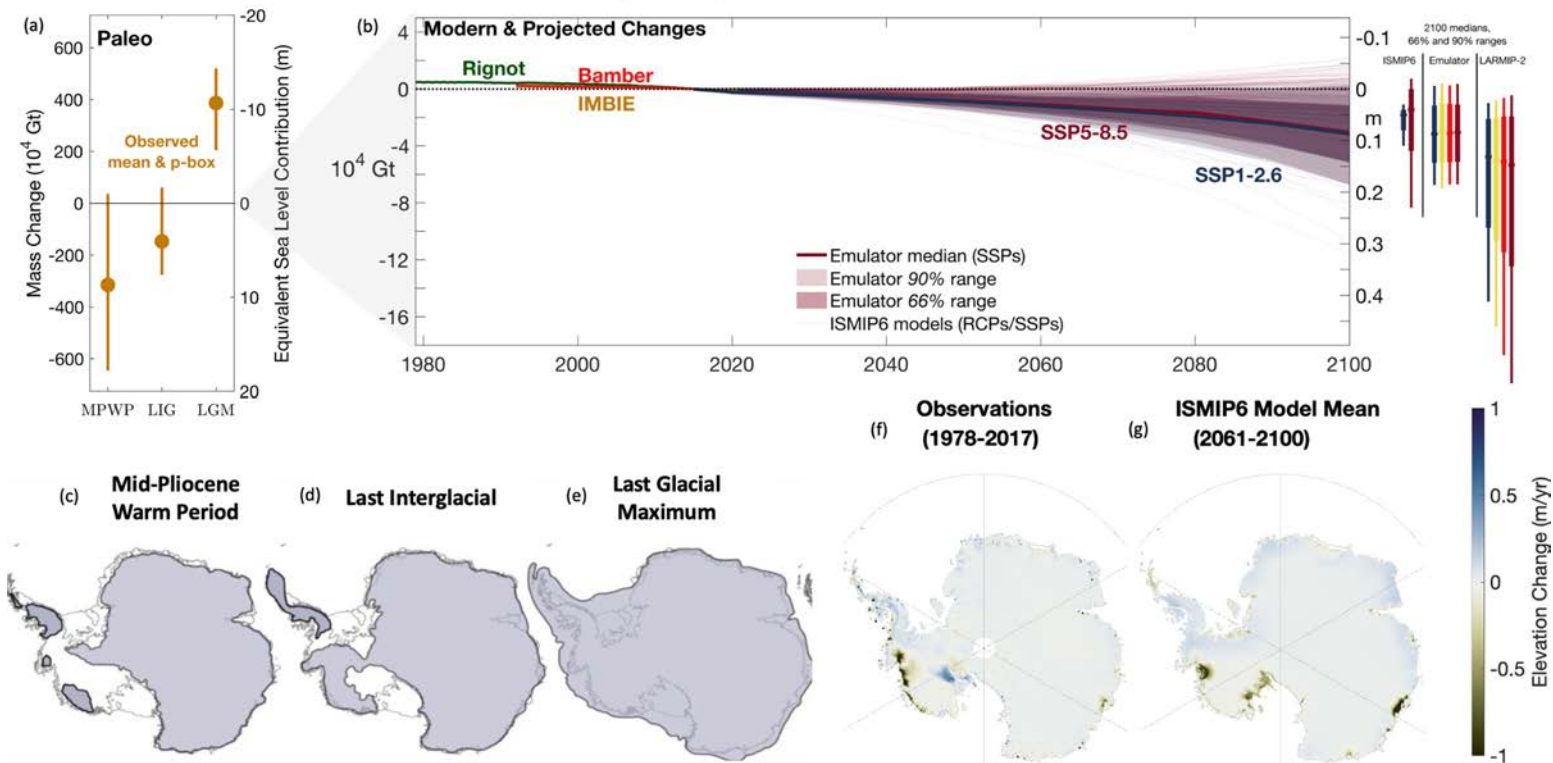 (a)
Paleo
-20
600
400
-10
200
Observed
mean & p-box
0
0
-200
10
-400
-600
20
Mass Change (10⁴ Gt)
Equivalent Sea Level Contribution (m)
MPWP LIG LGM
(b)
Modern & Projected Changes
4
Rignot
Bamber
IMBIE
0
-4
10⁴ Gt
-8
-12
-16
SSP5-8.5
SSP1-2.6
Emulator median (SSPs)
Emulator 90% range
Emulator 66% range
ISMIP6 models (RCPs/SSPs)
1980 2000 2020 2040 2060 2080 2100
-0.1
0
m
0.1
0.2
0.3
0.4
2100 medians,
66% and 90% ranges
ISMIP6 Emulator LARMIP-2
(c)
Mid-Pliocene
Warm Period
(d)
Last Interglacial
(e)
Last Glacial
Maximum
(f)
Observations
(1978-2017)
(g)
ISMIP6 Model Mean
(2061-2100)
1
0.5
0
-0.5
-1
Elevation Change (m/yr)